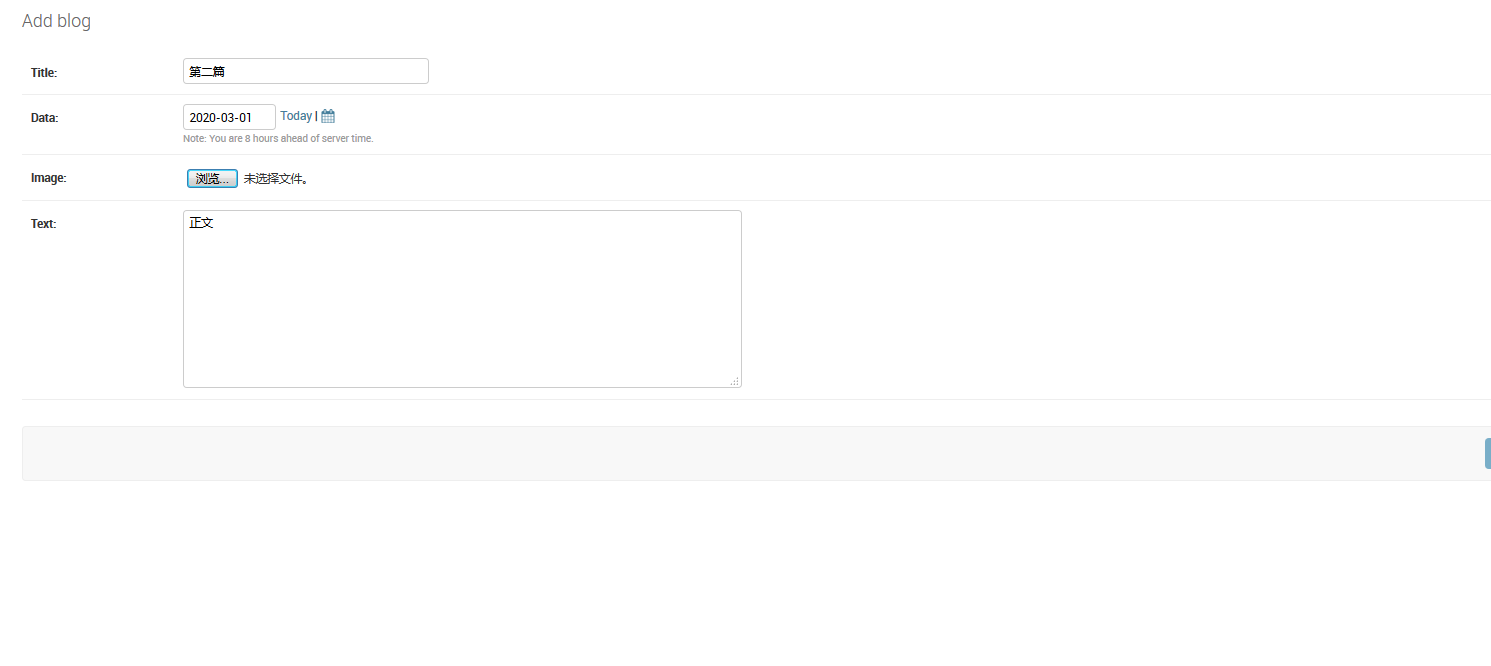 Add blog
Title:
第二篇
Data:
2020-03-01 Today |
Note: You are 8 hours ahead of server time.
Image:
浏览... 未选择文件。
Text:
正文